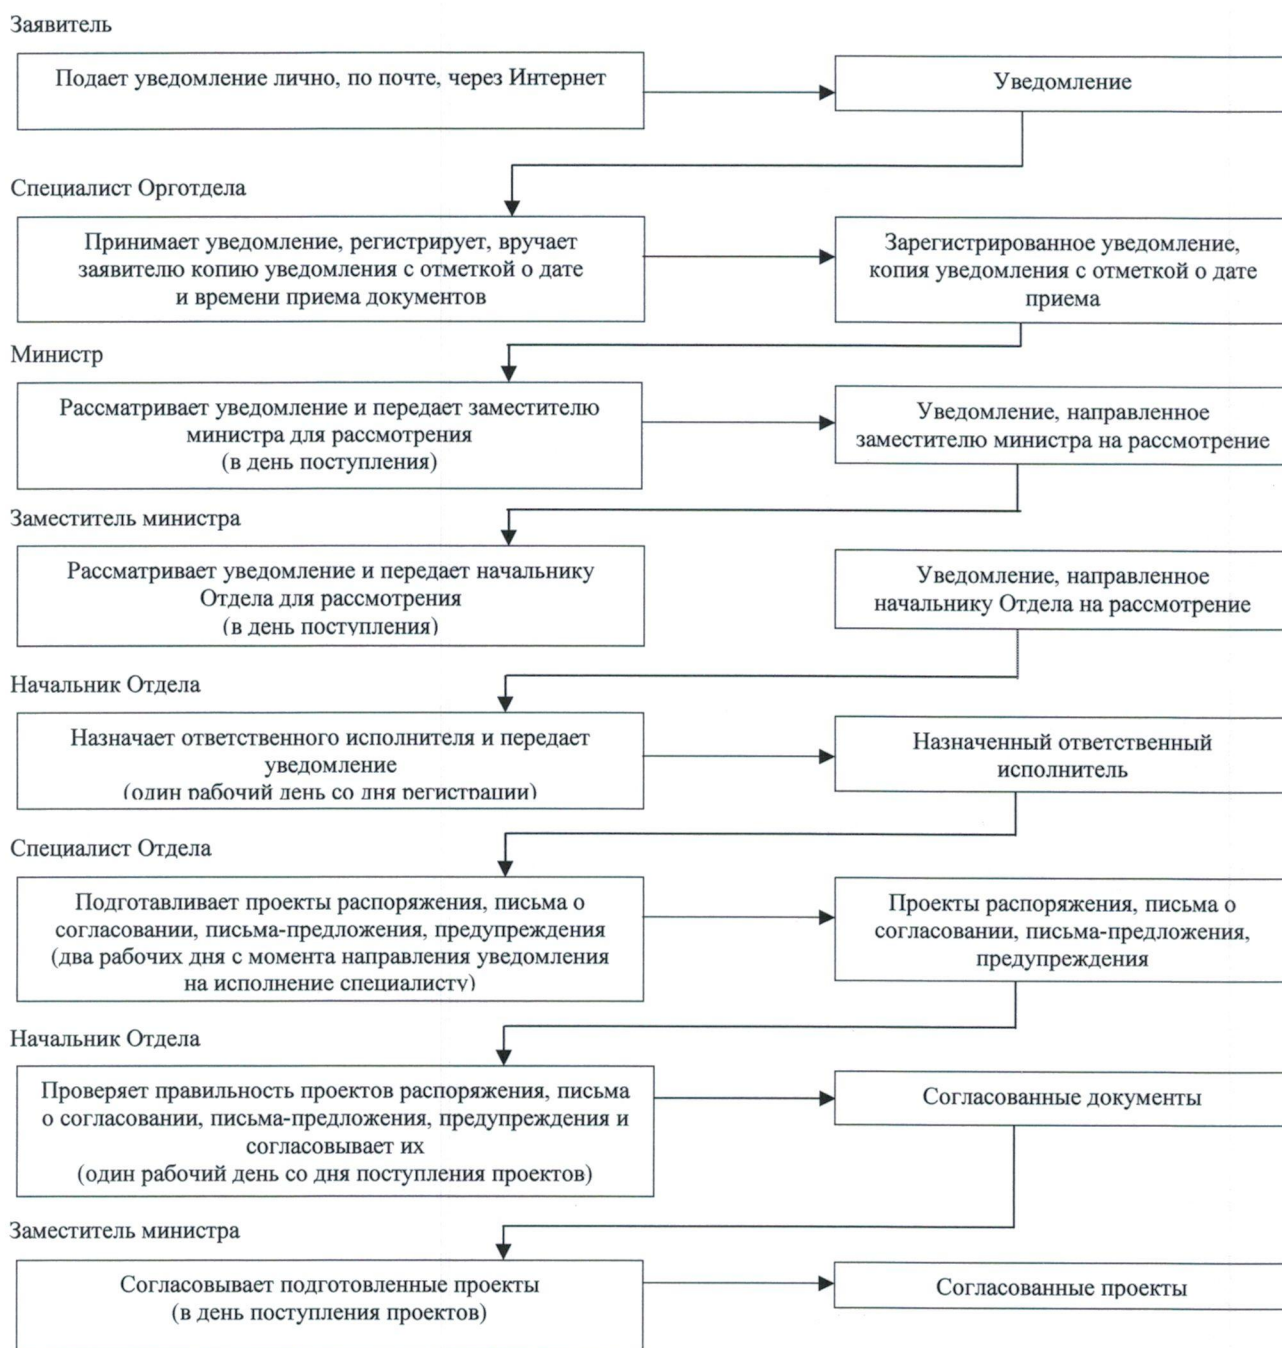 Заявитель
Подает уведомление лично, по почте, через Интернет
Уведомление
Специалист Орготдела
Принимает уведомление, регистрирует, вручает
заявителю копию уведомления с отметкой о дате
и времени приема документов
Зарегистрированное уведомление,
копия уведомления с отметкой о дате
приема
Министр
Рассматривает уведомление и передает заместителю
министра для рассмотрения
(в день поступления)
Уведомление, направленное
заместителю министра на рассмотрение
Заместитель министра
Рассматривает уведомление и передает начальнику
Отдела для рассмотрения
(в день поступления)
Уведомление, направленное
начальнику Отдела на рассмотрение
Начальник Отдела
Назначает ответственного исполнителя и передает
уведомление
(один рабочий день со дня регистрации)
Назначенный ответственный
исполнитель
Специалист Отдела
Подготавливает проекты распоряжения, письма о
согласовании, письма-предложения, предупреждения
(два рабочих дня с момента направления уведомления
на исполнение специалисту)
Проекты распоряжения, письма о
согласовании, письма-предложения,
предупреждения
Начальник Отдела
Проверяет правильность проектов распоряжения, письма
о согласовании, письма-предложения, предупреждения и
согласовывает их
(один рабочий день со дня поступления проектов)
Согласованные документы
Заместитель министра
Согласовывает подготовленные проекты
(в день поступления проектов)
Согласованные проекты